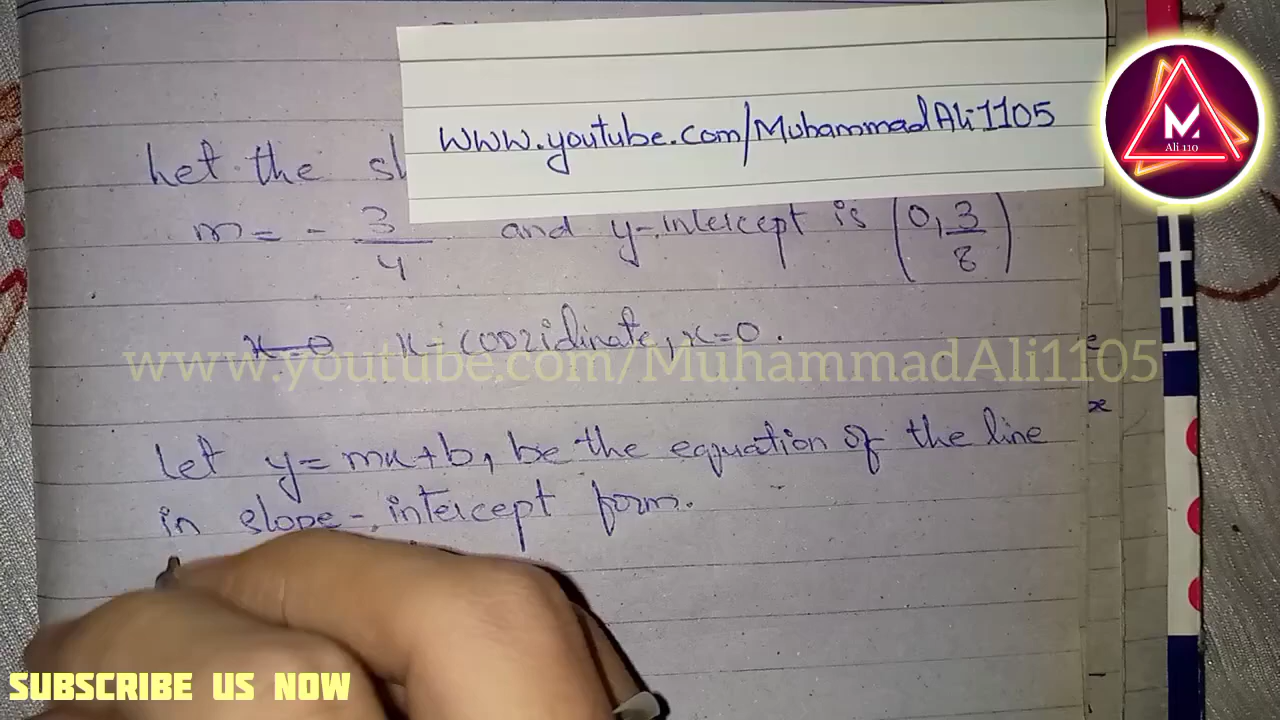 www.youtube.com/MuhammadAli1105
M
Ali 110
Let the sl
m = - 3/4 and y-intercept is (0, 3/8)
x-0 x-coordinate, x=0.
www.youtube.com/MuhammadAli1105
Let y=mx+b, be the equation of the line
in slope-intercept form.
SUBSCRIBE US NOW